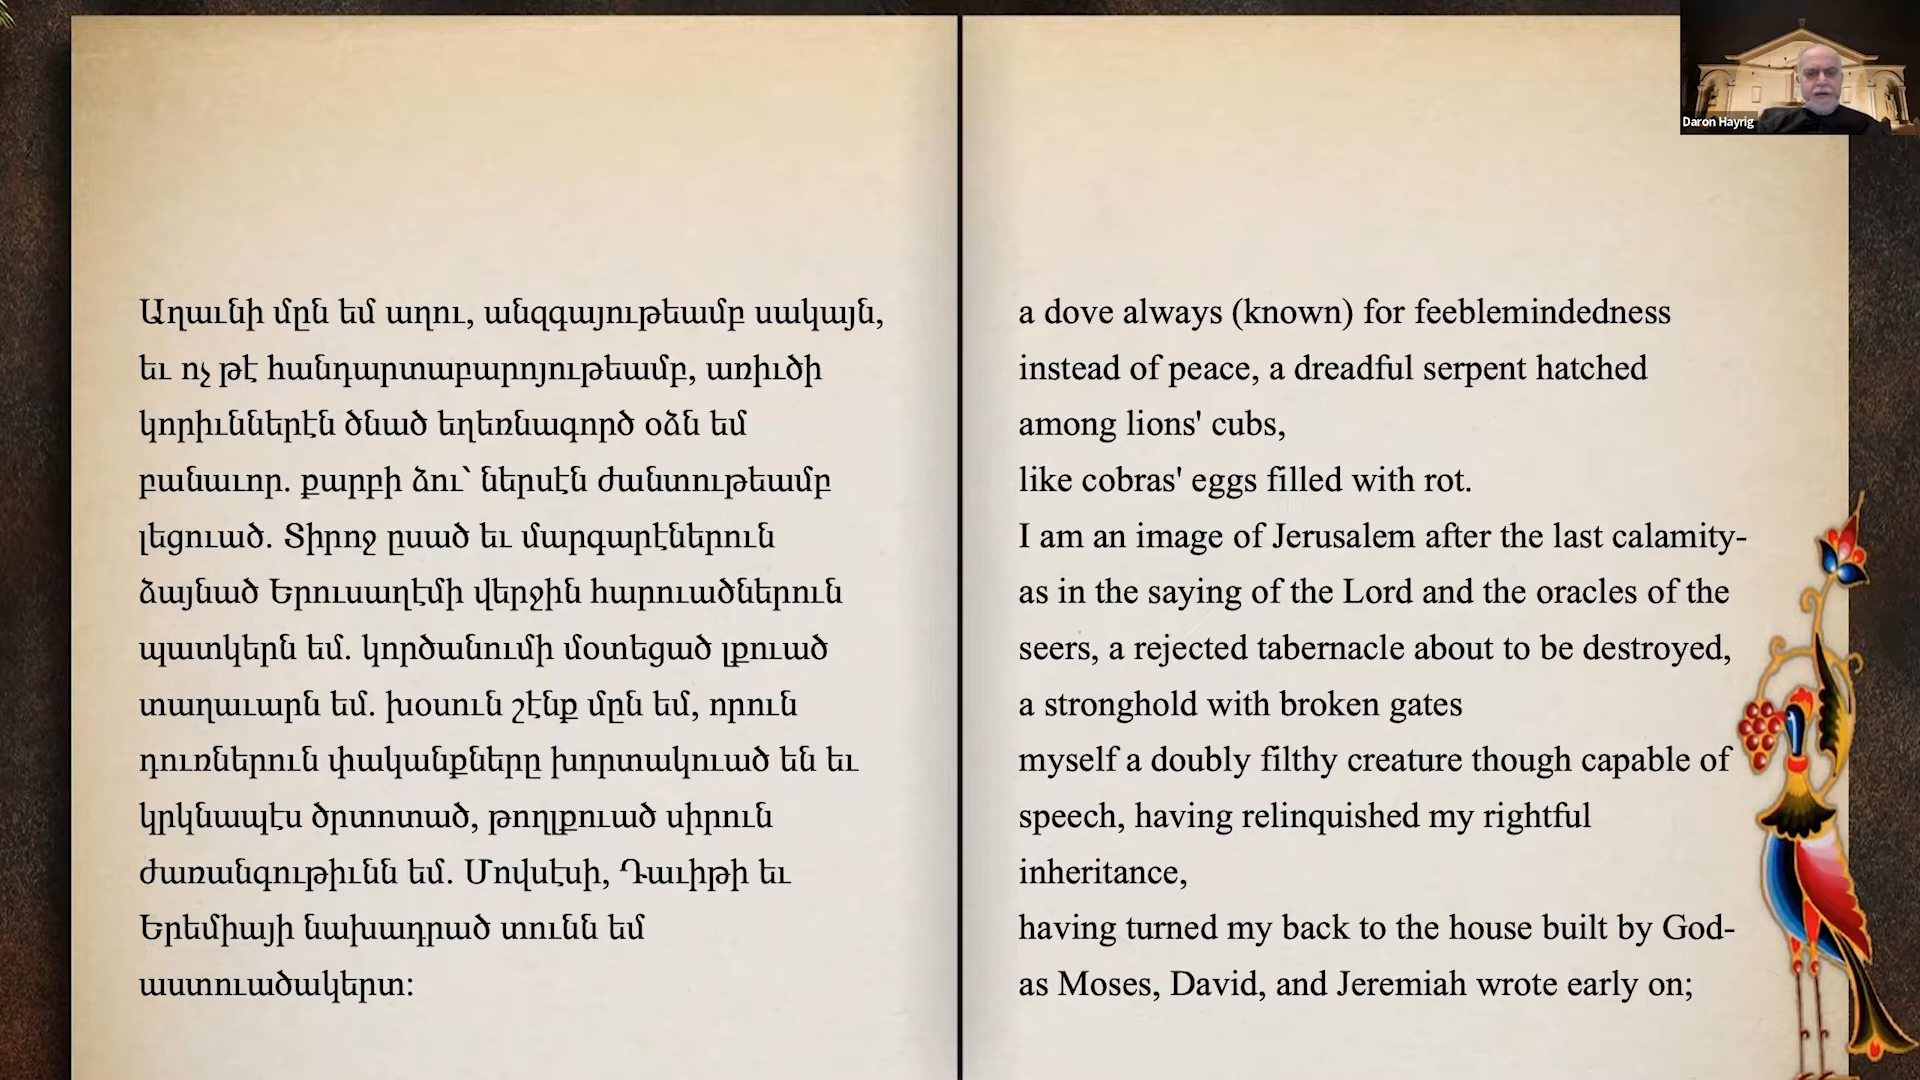 Աղաւնի մըն եմ աղու, անզգայութեամբ սակայն,
եւ ոչ թէ հանդարտաբարոյութեամբ, առիւծի
կորիւններէն ծնած եղեռնագործ օձն եմ
բանաւոր. քարբի ձու՝ ներսէն ժանտութեամբ
լեցուած. Տիրոջ ըսած եւ մարգարէներուն
ձայնած Երուսաղէմի վերջին հարուածներուն
պատկերն եմ. կործանումի մօտեցած լքուած
տաղաւարն եմ. խօսուն շէնք մըն եմ, որուն
դուռներուն փականքները խորտակուած են եւ
կրկնապէս ծրտոտած, թողլքուած սիրուն
ժառանգութիւնն եմ. Մովսէսի, Դաւիթի եւ
Երեմիայի նախադրած տունն եմ
աստուածակերտ:
a dove always (known) for feeblemindedness
instead of peace, a dreadful serpent hatched
among lions' cubs,
like cobras' eggs filled with rot.
I am an image of Jerusalem after the last calamity-
as in the saying of the Lord and the oracles of the
seers, a rejected tabernacle about to be destroyed,
a stronghold with broken gates
myself a doubly filthy creature though capable of
speech, having relinquished my rightful
inheritance,
having turned my back to the house built by God-
as Moses, David, and Jeremiah wrote early on;
Daron Hayrig